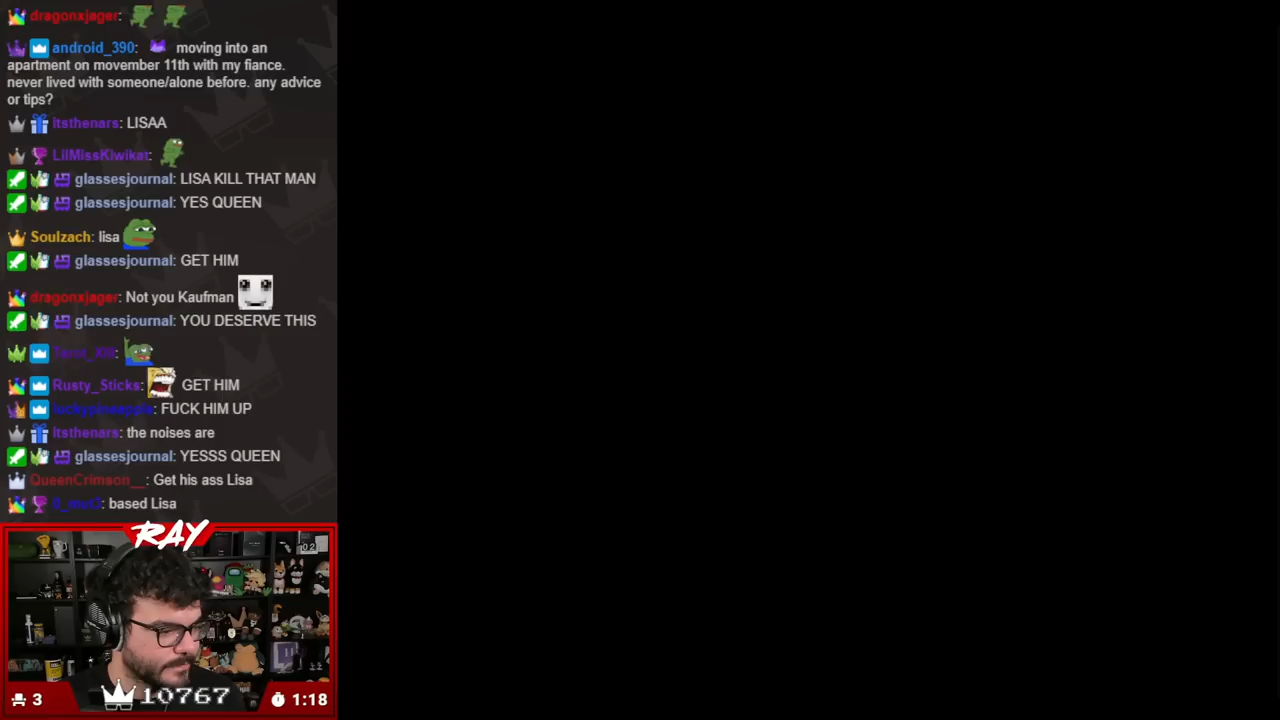 dragonxjager:
android_390: moving into an
apartment on movember 11th with my fiance.
never lived with someone/alone before. any advice
or tips?
Itsthenars: LISAA
LilMissKiwikat:
glassesjournal: LISA KILL THAT MAN
glassesjournal: YES QUEEN
Soulzach: lisa
glassesjournal: GET HIM
dragonxjager: Not you Kaufman
glassesjournal: YOU DESERVE THIS
Tarot_Kill:
Rusty_Sticks: GET HIM
luckypineapple: FUCK HIM UP
Itsthenars: the noises are
glassesjournal: YESSS QUEEN
QueenCrimson__: Get his ass Lisa
: based Lisa
RAY
3
10767
1:18